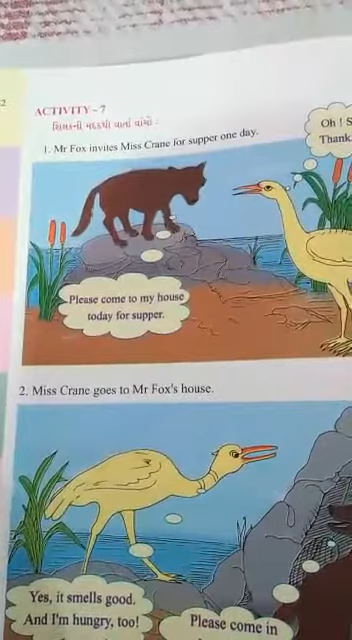 ACTIVITY - 7
શિક્ષકની મદદથી વાર્તા વાંચો :
1. Mr Fox invites Miss Crane for supper one day.
Oh !
Thank
Please come to my house
today for supper.
2. Miss Crane goes to Mr Fox's house.
Yes, it smells good.
And I'm hungry, too!
Please come in